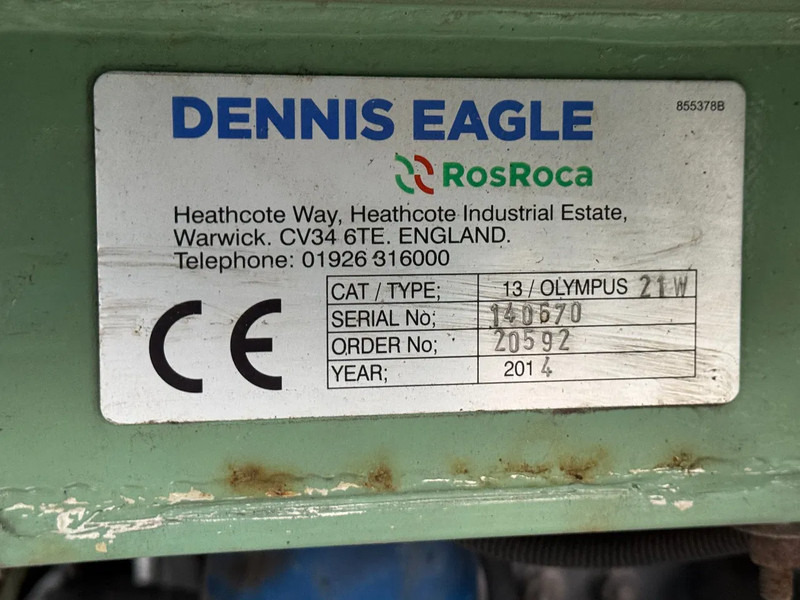 DENNIS EAGLE
855378B
RosRoca
Heathcote Way, Heathcote Industrial Estate,
Warwick. CV34 6TE. ENGLAND.
Telephone: 01926 316000
CE
CAT / TYPE; 13 / OLYMPUS 21W
SERIAL No; 140670
ORDER No; 20592
YEAR; 2014